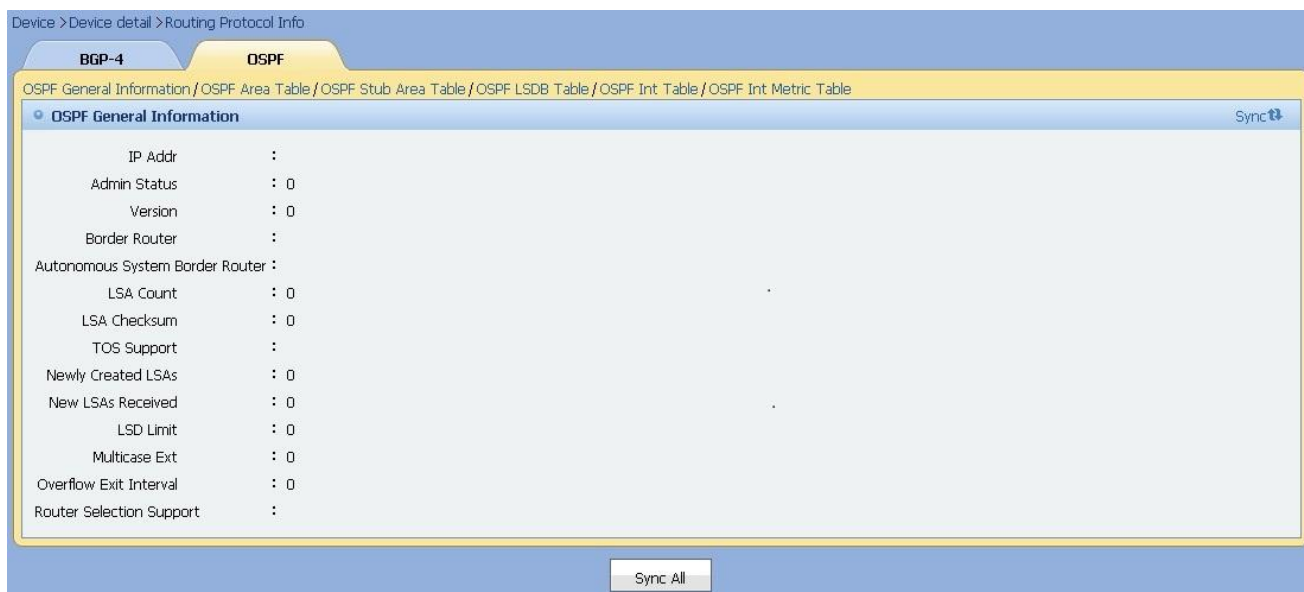 Device >Device detail >Routing Protocol Info
BGP-4 OSPF
OSPF General Information / OSPF Area Table / OSPF Stub Area Table / OSPF LSDB Table / OSPF Int Table / OSPF Int Metric Table
OSPF General Information Sync
IP Addr :
Admin Status : 0
Version : 0
Border Router :
Autonomous System Border Router :
LSA Count : 0
LSA Checksum : 0
TOS Support :
Newly Created LSAs : 0
New LSAs Received : 0
LSD Limit : 0
Multicase Ext : 0
Overflow Exit Interval : 0
Router Selection Support :
Sync All